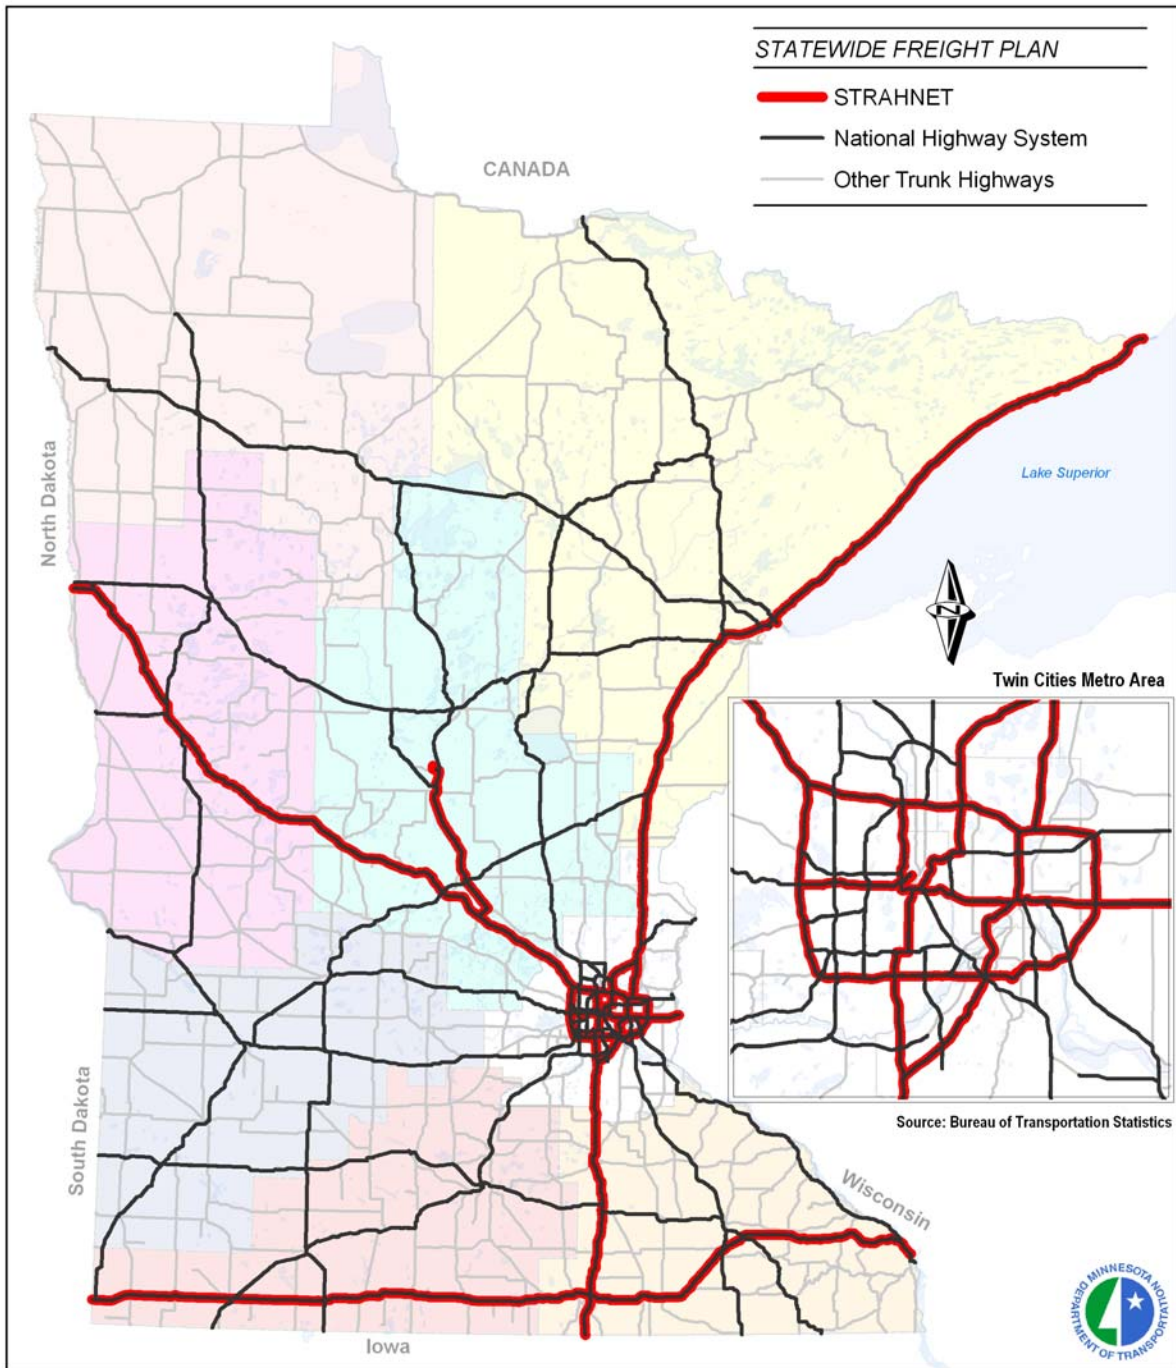 STATEWIDE FREIGHT PLAN
STRAHNET
National Highway System
Other Trunk Highways
CANADA
North Dakota
Lake Superior
N
Twin Cities Metro Area
South Dakota
Source: Bureau of Transportation Statistics
Wisconsin
Iowa
MINNESOTA
DEPARTMENT OF TRANSPORTATION